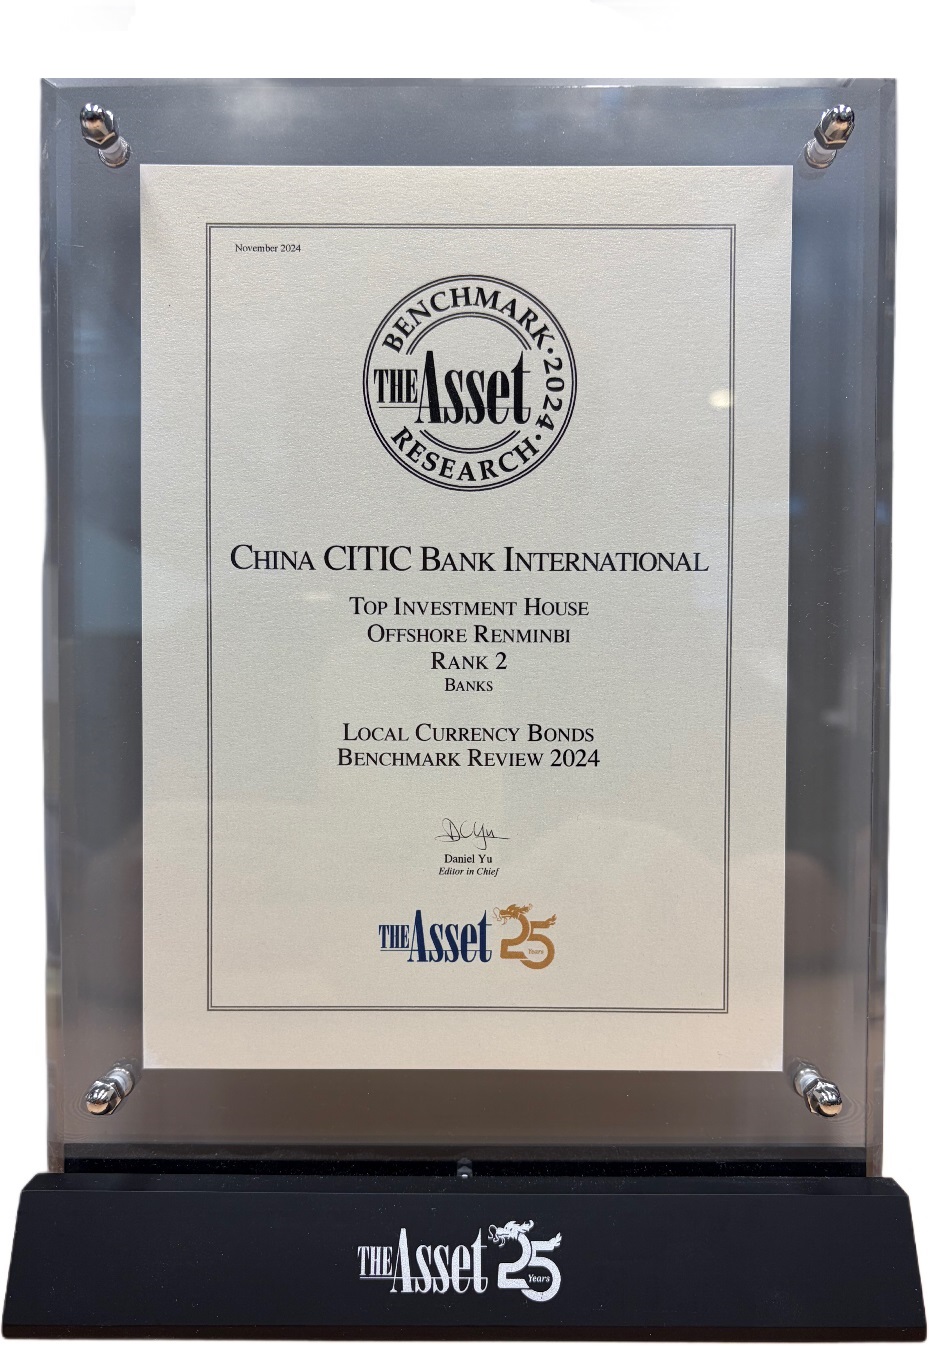 November 2024
BENCHMARK · 2024 ·
THE Asset
RESEARCH
CHINA CITIC BANK INTERNATIONAL
TOP INVESTMENT HOUSE
OFFSHORE RENMINBI
RANK 2
BANKS
LOCAL CURRENCY BONDS
BENCHMARK REVIEW 2024
DCYu
Daniel Yu
Editor in Chief
THE Asset 25 Years
THE Asset 25 Years